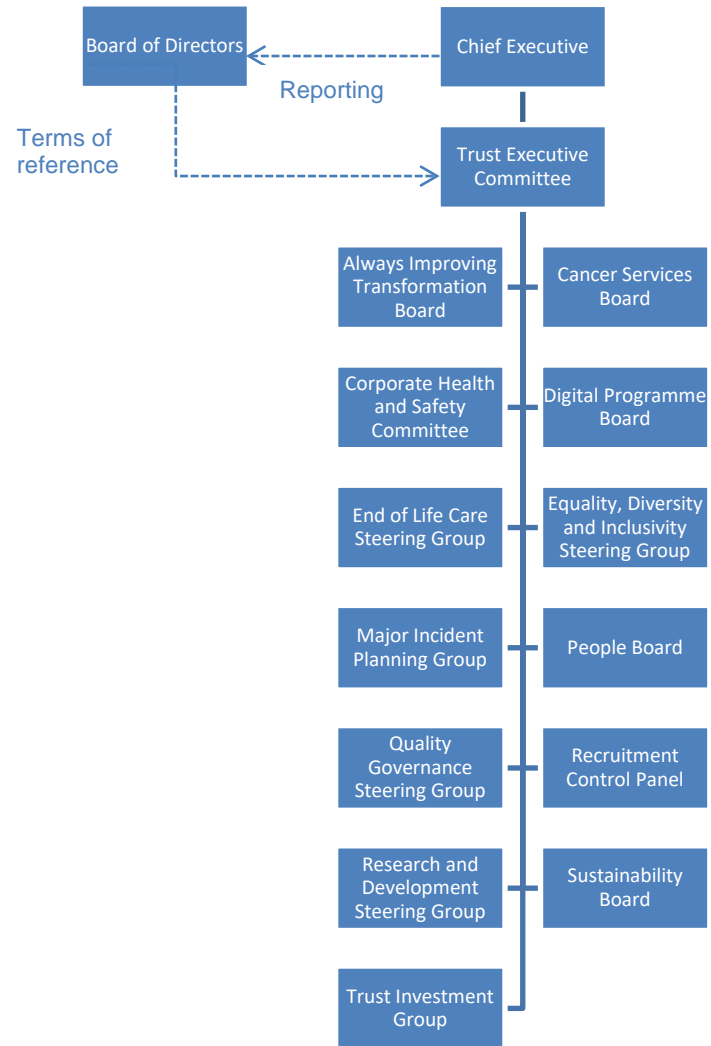 Board of Directors
Chief Executive
Reporting
Terms of
reference
Trust Executive
Committee
Always Improving
Transformation
Board
Cancer Services
Board
Corporate Health
and Safety
Committee
Digital Programme
Board
End of Life Care
Steering Group
Equality, Diversity
and Inclusivity
Steering Group
Major Incident
Planning Group
People Board
Quality
Governance
Steering Group
Recruitment
Control Panel
Research and
Development
Steering Group
Sustainability
Board
Trust Investment
Group